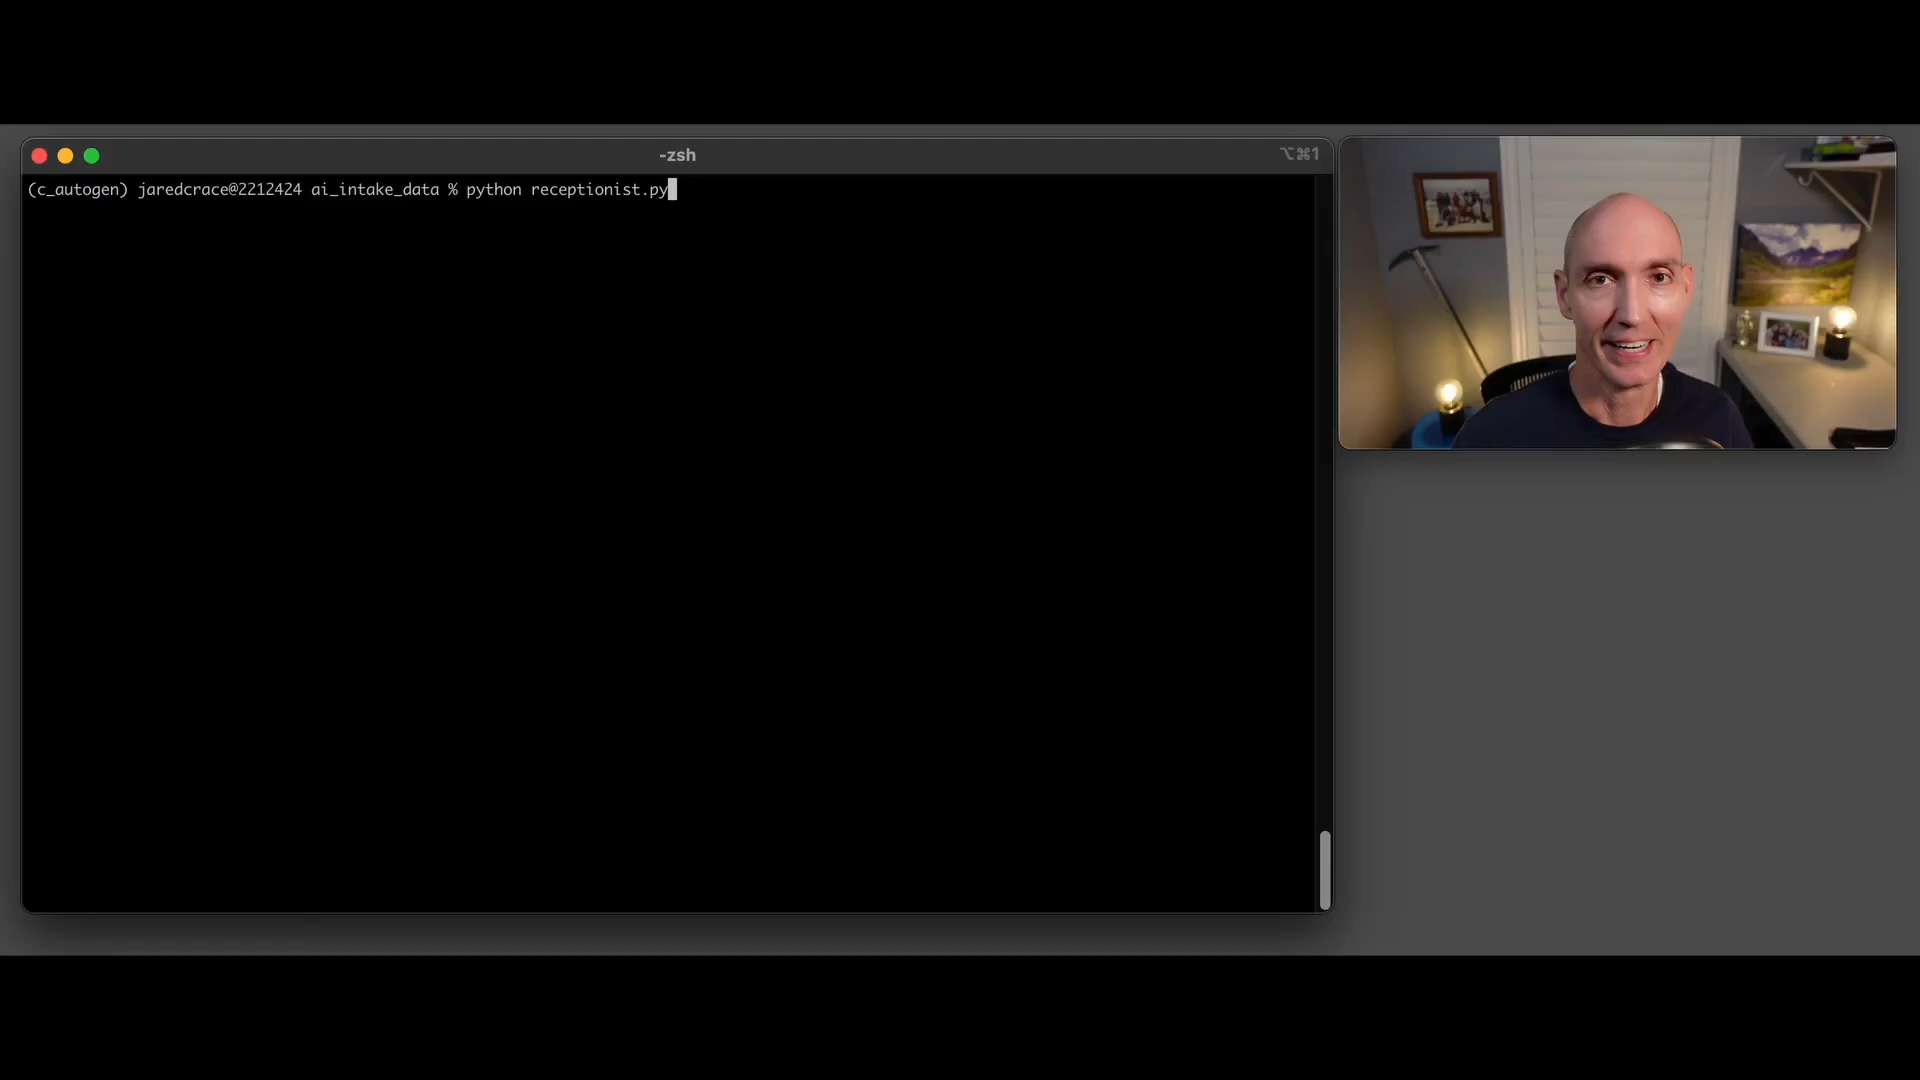 -zsh
⌥⌘1
(c_autogen) jaredcrace@2212424 ai_intake_data % python receptionist.py